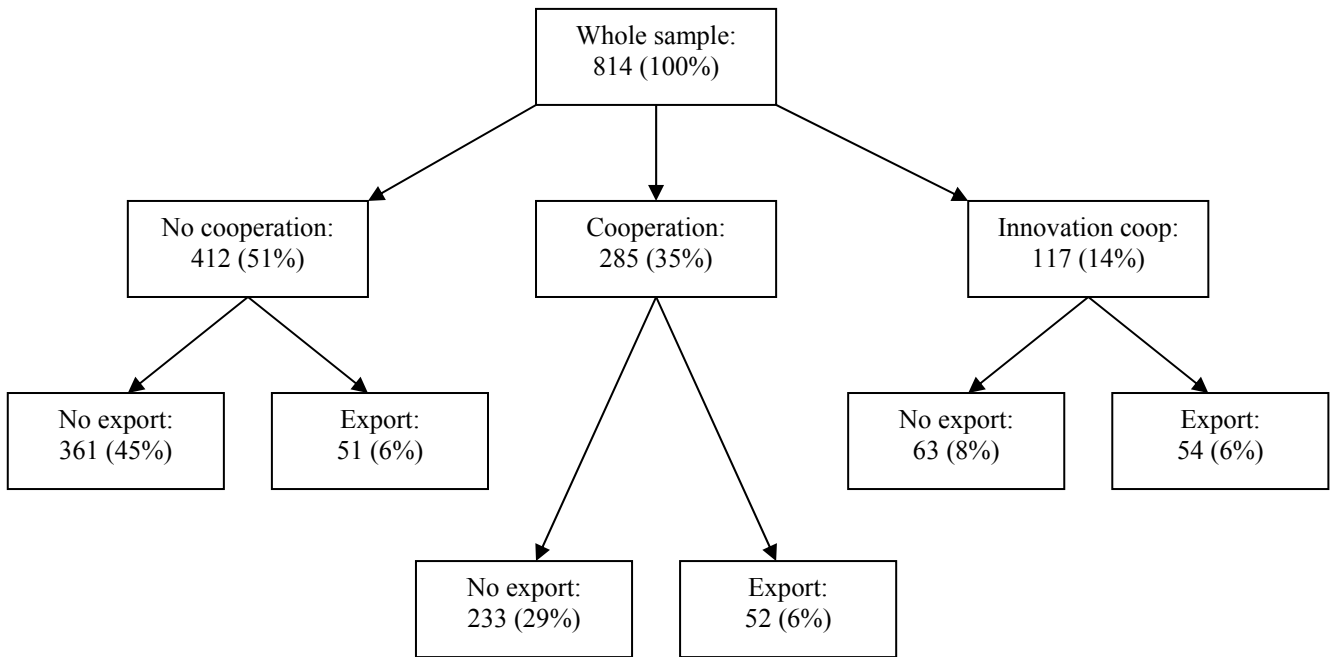 Whole sample:
814 (100%)
No cooperation:
412 (51%)
Cooperation:
285 (35%)
Innovation coop:
117 (14%)
No export:
361 (45%)
Export:
51 (6%)
No export:
63 (8%)
Export:
54 (6%)
No export:
233 (29%)
Export:
52 (6%)